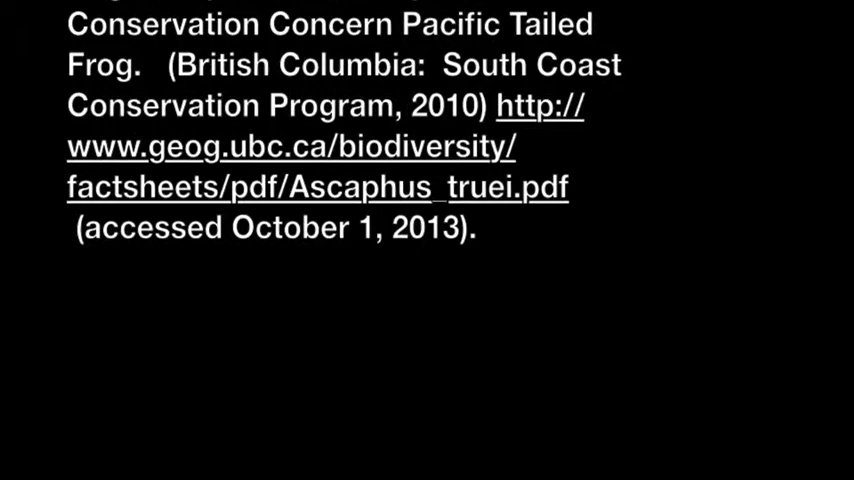 Conservation Concern Pacific Tailed
Frog.   (British Columbia:  South Coast
Conservation Program, 2010) http://
www.geog.ubc.ca/biodiversity/
factsheets/pdf/Ascaphus_truei.pdf
(accessed October 1, 2013).